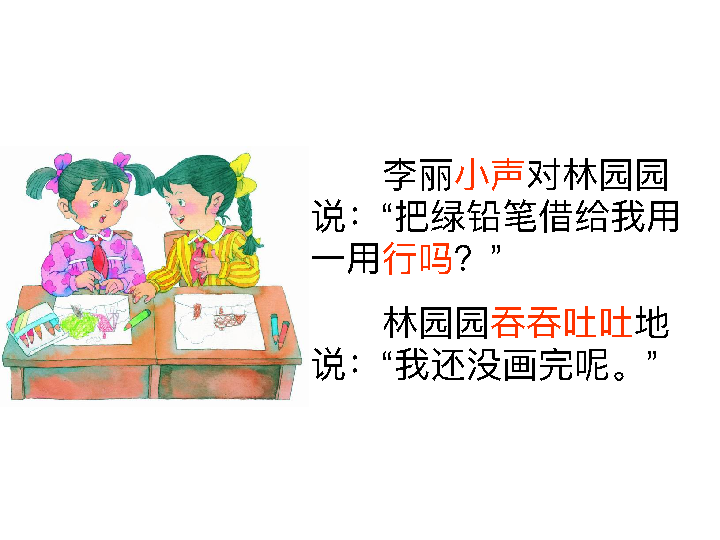 李丽小声对林园园
说：“把绿铅笔借给我用
一用行吗？”
林园园吞吞吐吐地
说：“我还没画完呢。”